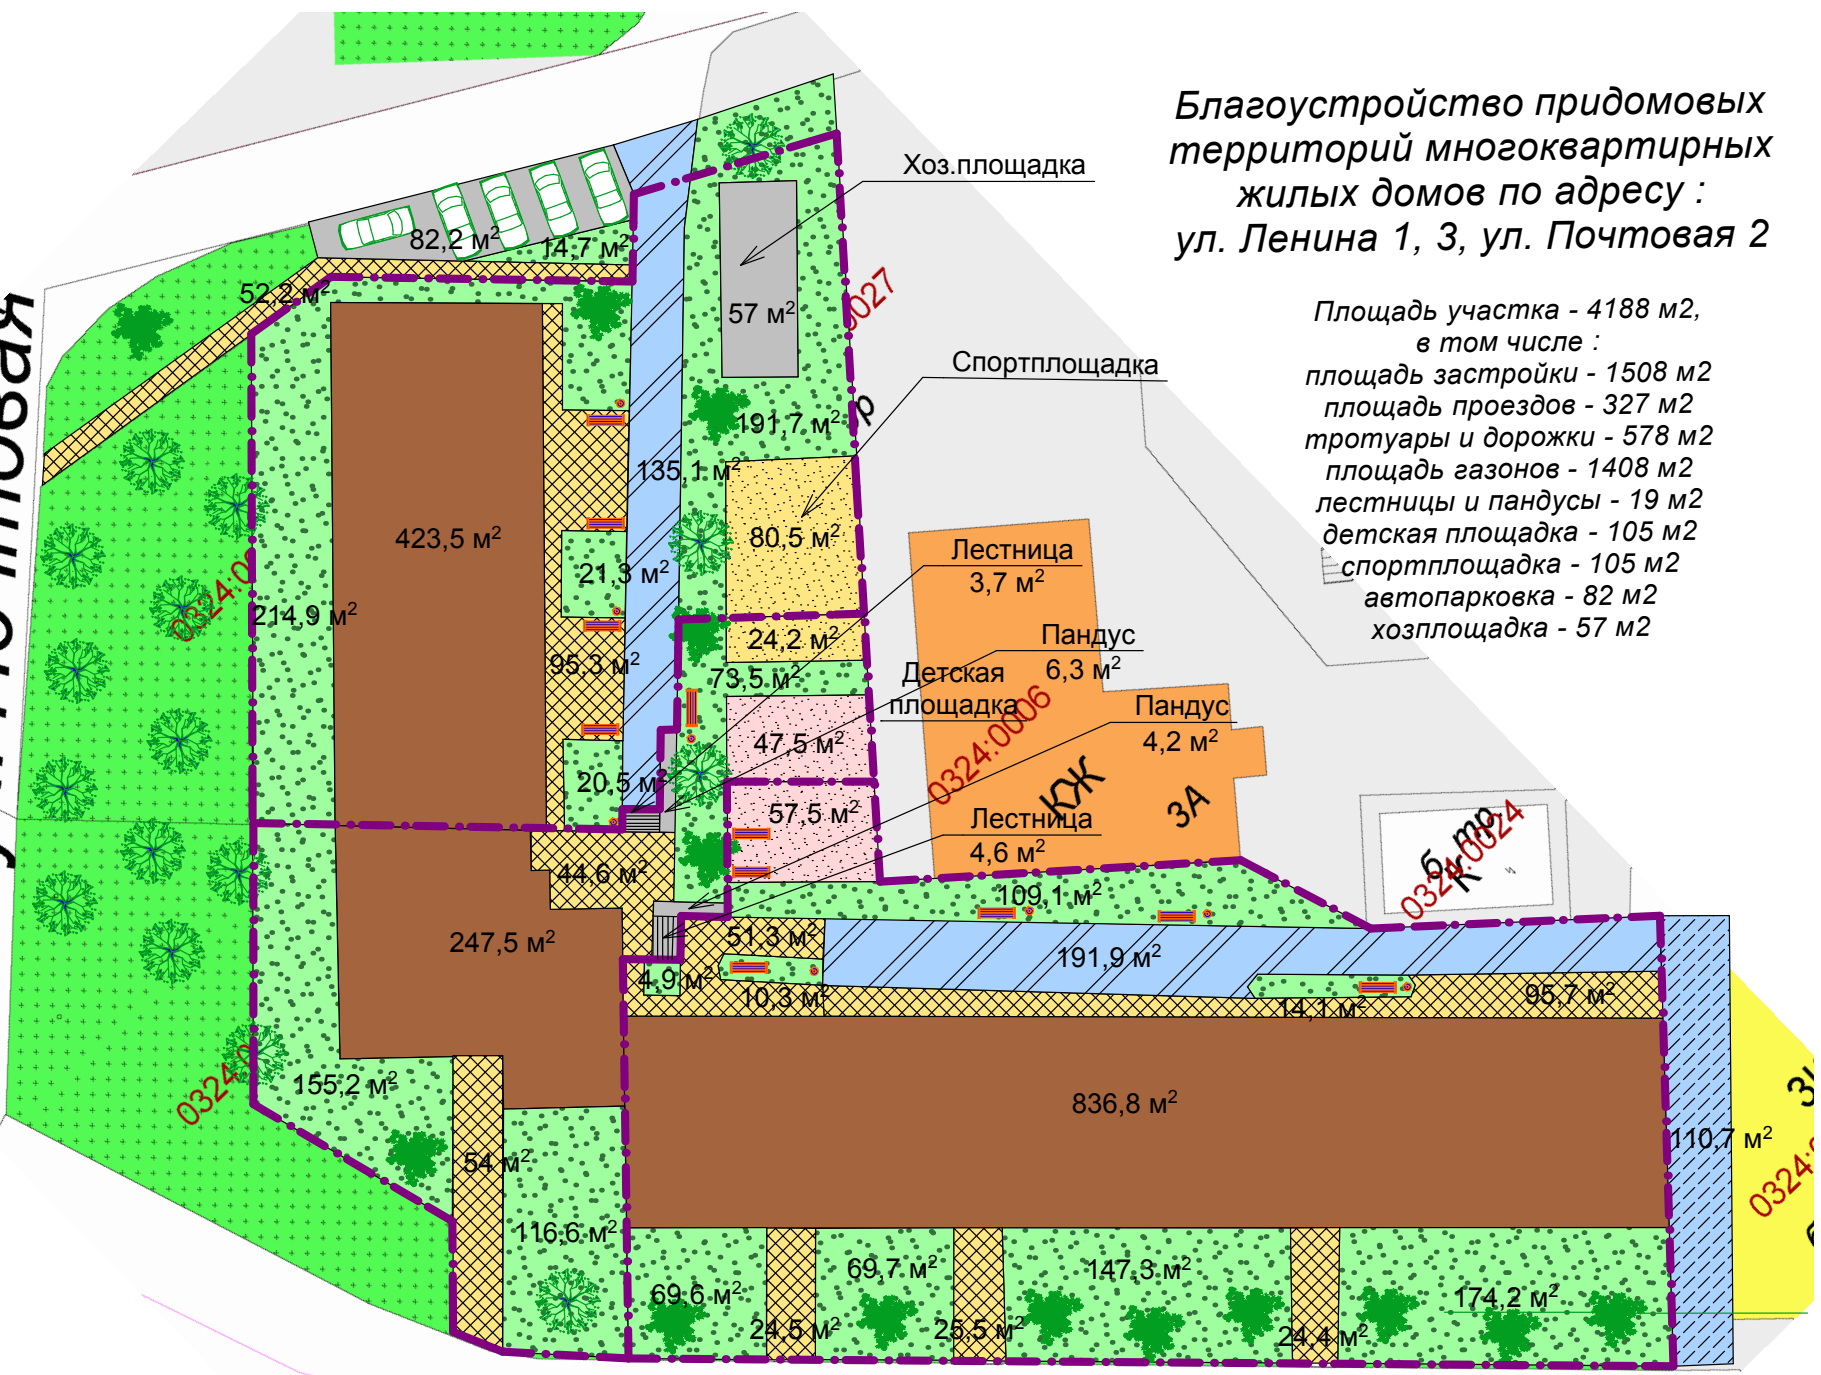 Благоустройство придомовых
территорий многоквартирных
жилых домов по адресу :
ул. Ленина 1, 3, ул. Почтовая 2
Площадь участка - 4188 м2,
в том числе :
площадь застройки - 1508 м2
площадь проездов - 327 м2
тротуары и дорожки - 578 м2
площадь газонов - 1408 м2
лестницы и пандусы - 19 м2
детская площадка - 105 м2
спортплощадка - 105 м2
автопарковка - 82 м2
хозплощадка - 57 м2
Хоз.площадка
82,2 м²
14,7 м²
52,2 м²
57 м²
0027
Спортплощадка
р
191,7 м²
135,1 м²
423,5 м²
80,5 м²
Лестница
3,7 м²
21,3 м²
0324:0
214,9 м²
24,2 м²
Пандус
6,3 м²
95,3 м²
73,5 м²
Детская
площадка
0324:0006
Пандус
4,2 м²
47,5 м²
КЖ
3А
20,5 м²
57,5 м²
Лестница
4,6 м²
б. тр.
К
0324:0024
44,6 м²
109,1 м²
247,5 м²
51,3 м²
191,9 м²
4,9 м²
10,3 м²
14,1 м²
95,7 м²
0324
155,2 м²
836,8 м²
110,7 м²
0324:
54 м²
116,6 м²
69,6 м²
69,7 м²
147,3 м²
174,2 м²
24,5 м²
25,5 м²
24,4 м²